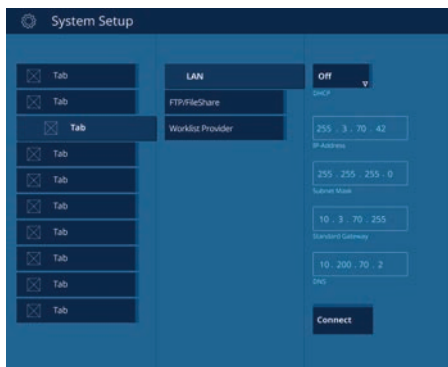 System Setup
Tab
Tab
Tab
Tab
Tab
Tab
Tab
Tab
Tab
Tab
LAN
FTP/FileShare
Worklist Provider
Off
DHCP
255 . 3 . 70 . 42
IP-Address
255 . 255 . 255 . 0
Subnet Mask
10 . 3 . 70 . 255
Standard Gateway
10 . 200 . 70 . 2
DNS
Connect